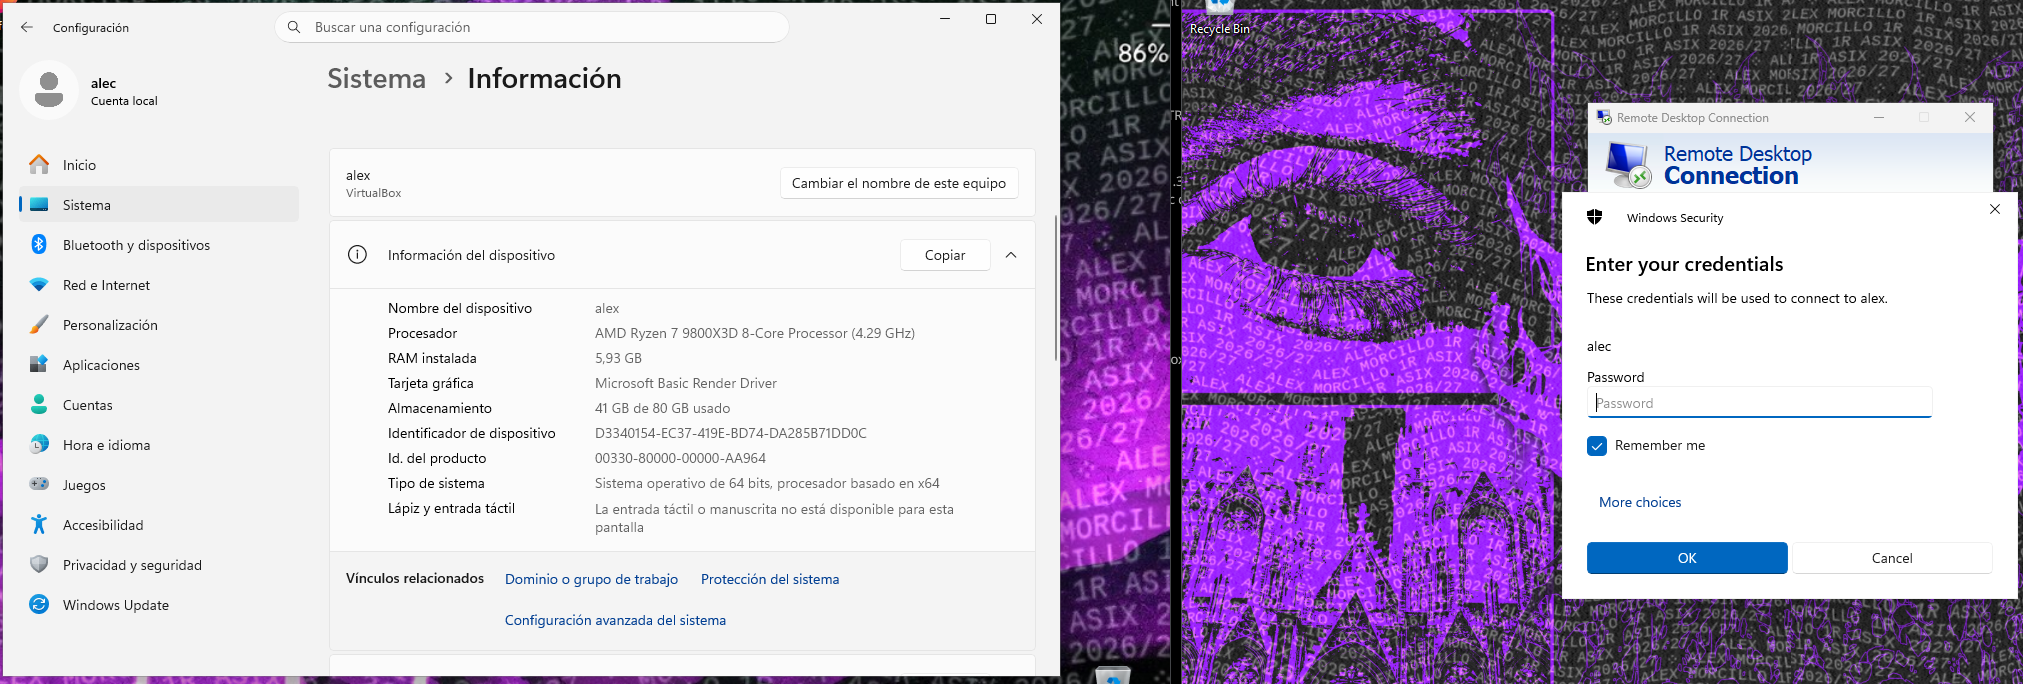 Configuración
Buscar una configuración
alec
Cuenta local
Inicio
Sistema
Bluetooth y dispositivos
Red e Internet
Personalización
Aplicaciones
Cuentas
Hora e idioma
Juegos
Accesibilidad
Privacidad y seguridad
Windows Update
Sistema › Información
alex
VirtualBox
Cambiar el nombre de este equipo
Información del dispositivo
Copiar
Nombre del dispositivo alex
Procesador AMD Ryzen 7 9800X3D 8-Core Processor (4.29 GHz)
RAM instalada 5,93 GB
Tarjeta gráfica Microsoft Basic Render Driver
Almacenamiento 41 GB de 80 GB usado
Identificador de dispositivo D3340154-EC37-419E-BD74-DA285B71DD0C
Id. del producto 00330-80000-00000-AA964
Tipo de sistema Sistema operativo de 64 bits, procesador basado en x64
Lápiz y entrada táctil La entrada táctil o manuscrita no está disponible para esta
pantalla
Vínculos relacionados Dominio o grupo de trabajo Protección del sistema
Configuración avanzada del sistema
86%
Recycle Bin
ALEX MORCILLO 1R ASIX 2026/27
Remote Desktop Connection
Remote Desktop
Connection
Windows Security
Enter your credentials
These credentials will be used to connect to alex.
alec
Password
Password
Remember me
More choices
OK
Cancel